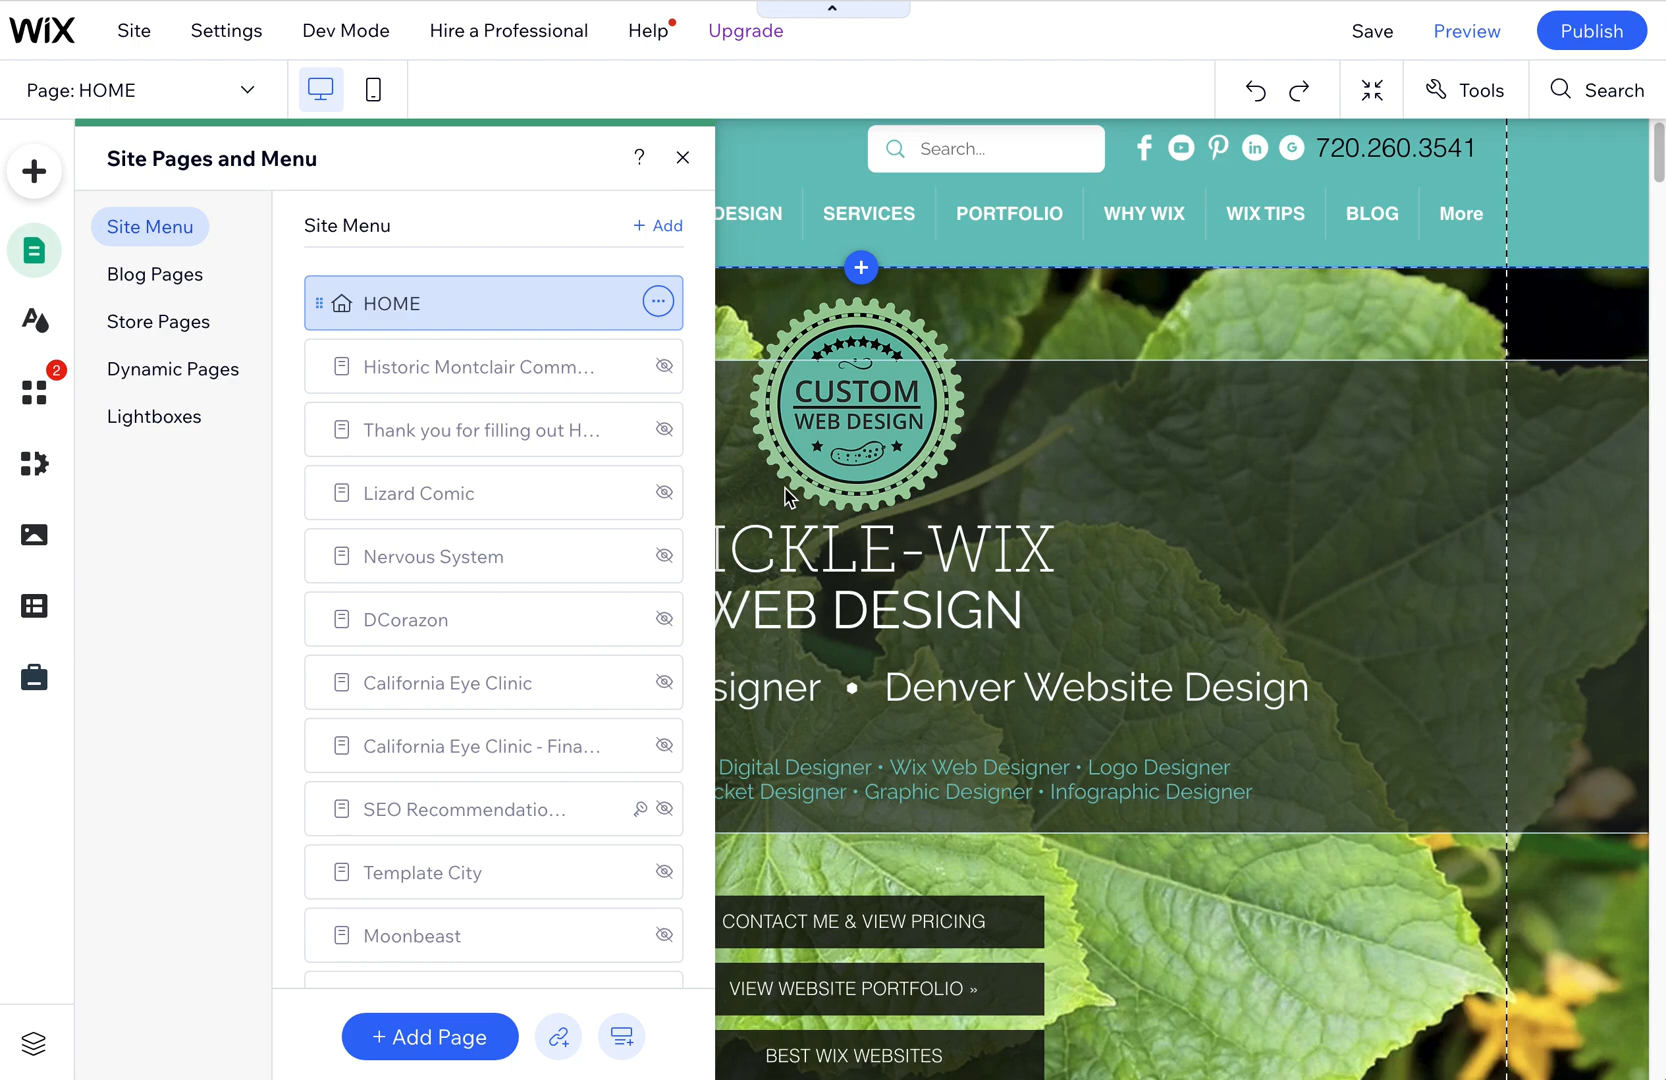 WiX
Site
Settings
Dev Mode
Hire a Professional
Help
Upgrade
Save
Preview
Publish
Page: HOME
Tools
Search
Site Pages and Menu
?
Site Menu
Blog Pages
Store Pages
Dynamic Pages
Lightboxes
2
Site Menu
+ Add
HOME
Historic Montclair Comm...
Thank you for filling out H...
Lizard Comic
Nervous System
DCorazon
California Eye Clinic
California Eye Clinic - Fina...
SEO Recommendatio...
Template City
Moonbeast
+ Add Page
Search...
720.260.3541
DESIGN
SERVICES
PORTFOLIO
WHY WIX
WIX TIPS
BLOG
More
CUSTOM
WEB DESIGN
ICKLE-WIX
WEB DESIGN
signer • Denver Website Design
Digital Designer • Wix Web Designer • Logo Designer
cket Designer • Graphic Designer • Infographic Designer
CONTACT ME & VIEW PRICING
VIEW WEBSITE PORTFOLIO »
BEST WIX WEBSITES